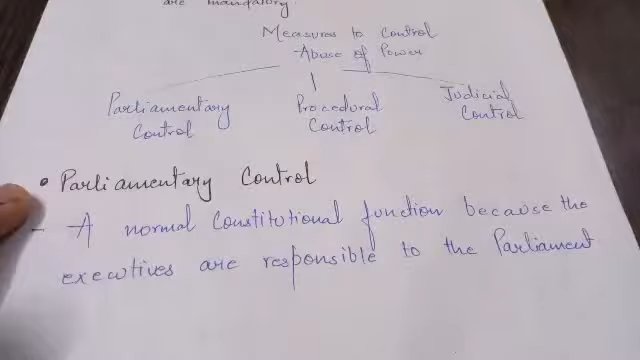 are mandatory.
Measures to Control
Abuse of Power
Parliamentary Control
Procedural Control
Judicial Control
• Parliamentary Control
- A normal Constitutional function because the
executives are responsible to the Parliament